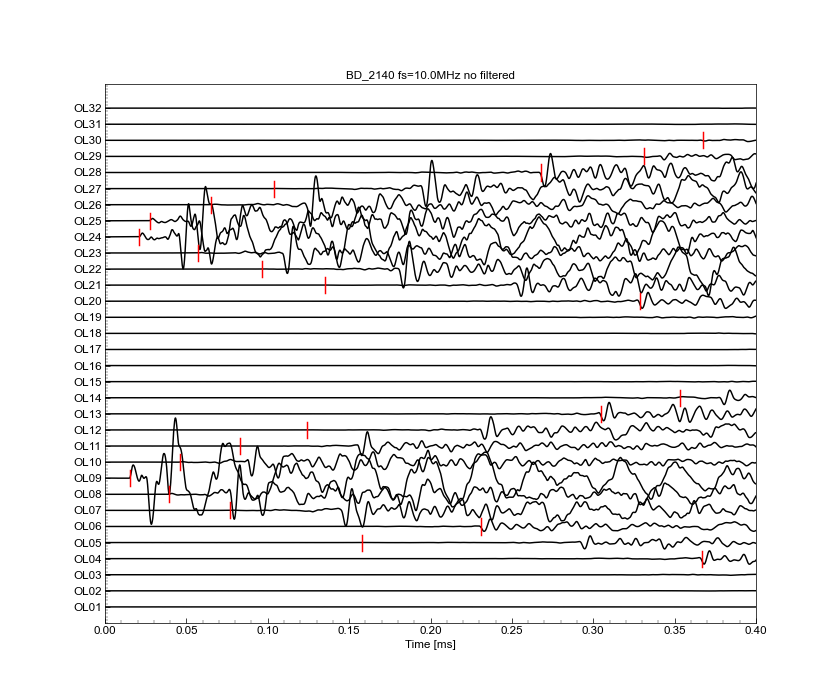 BD_2140 fs=10.0MHz no filtered
OL32
OL31
OL30
OL29
OL28
OL27
OL26
OL25
OL24
OL23
OL22
OL21
OL20
OL19
OL18
OL17
OL16
OL15
OL14
OL13
OL12
OL11
OL10
OL09
OL08
OL07
OL06
OL05
OL04
OL03
OL02
OL01
0.00 0.05 0.10 0.15 0.20 0.25 0.30 0.35 0.40
Time [ms]